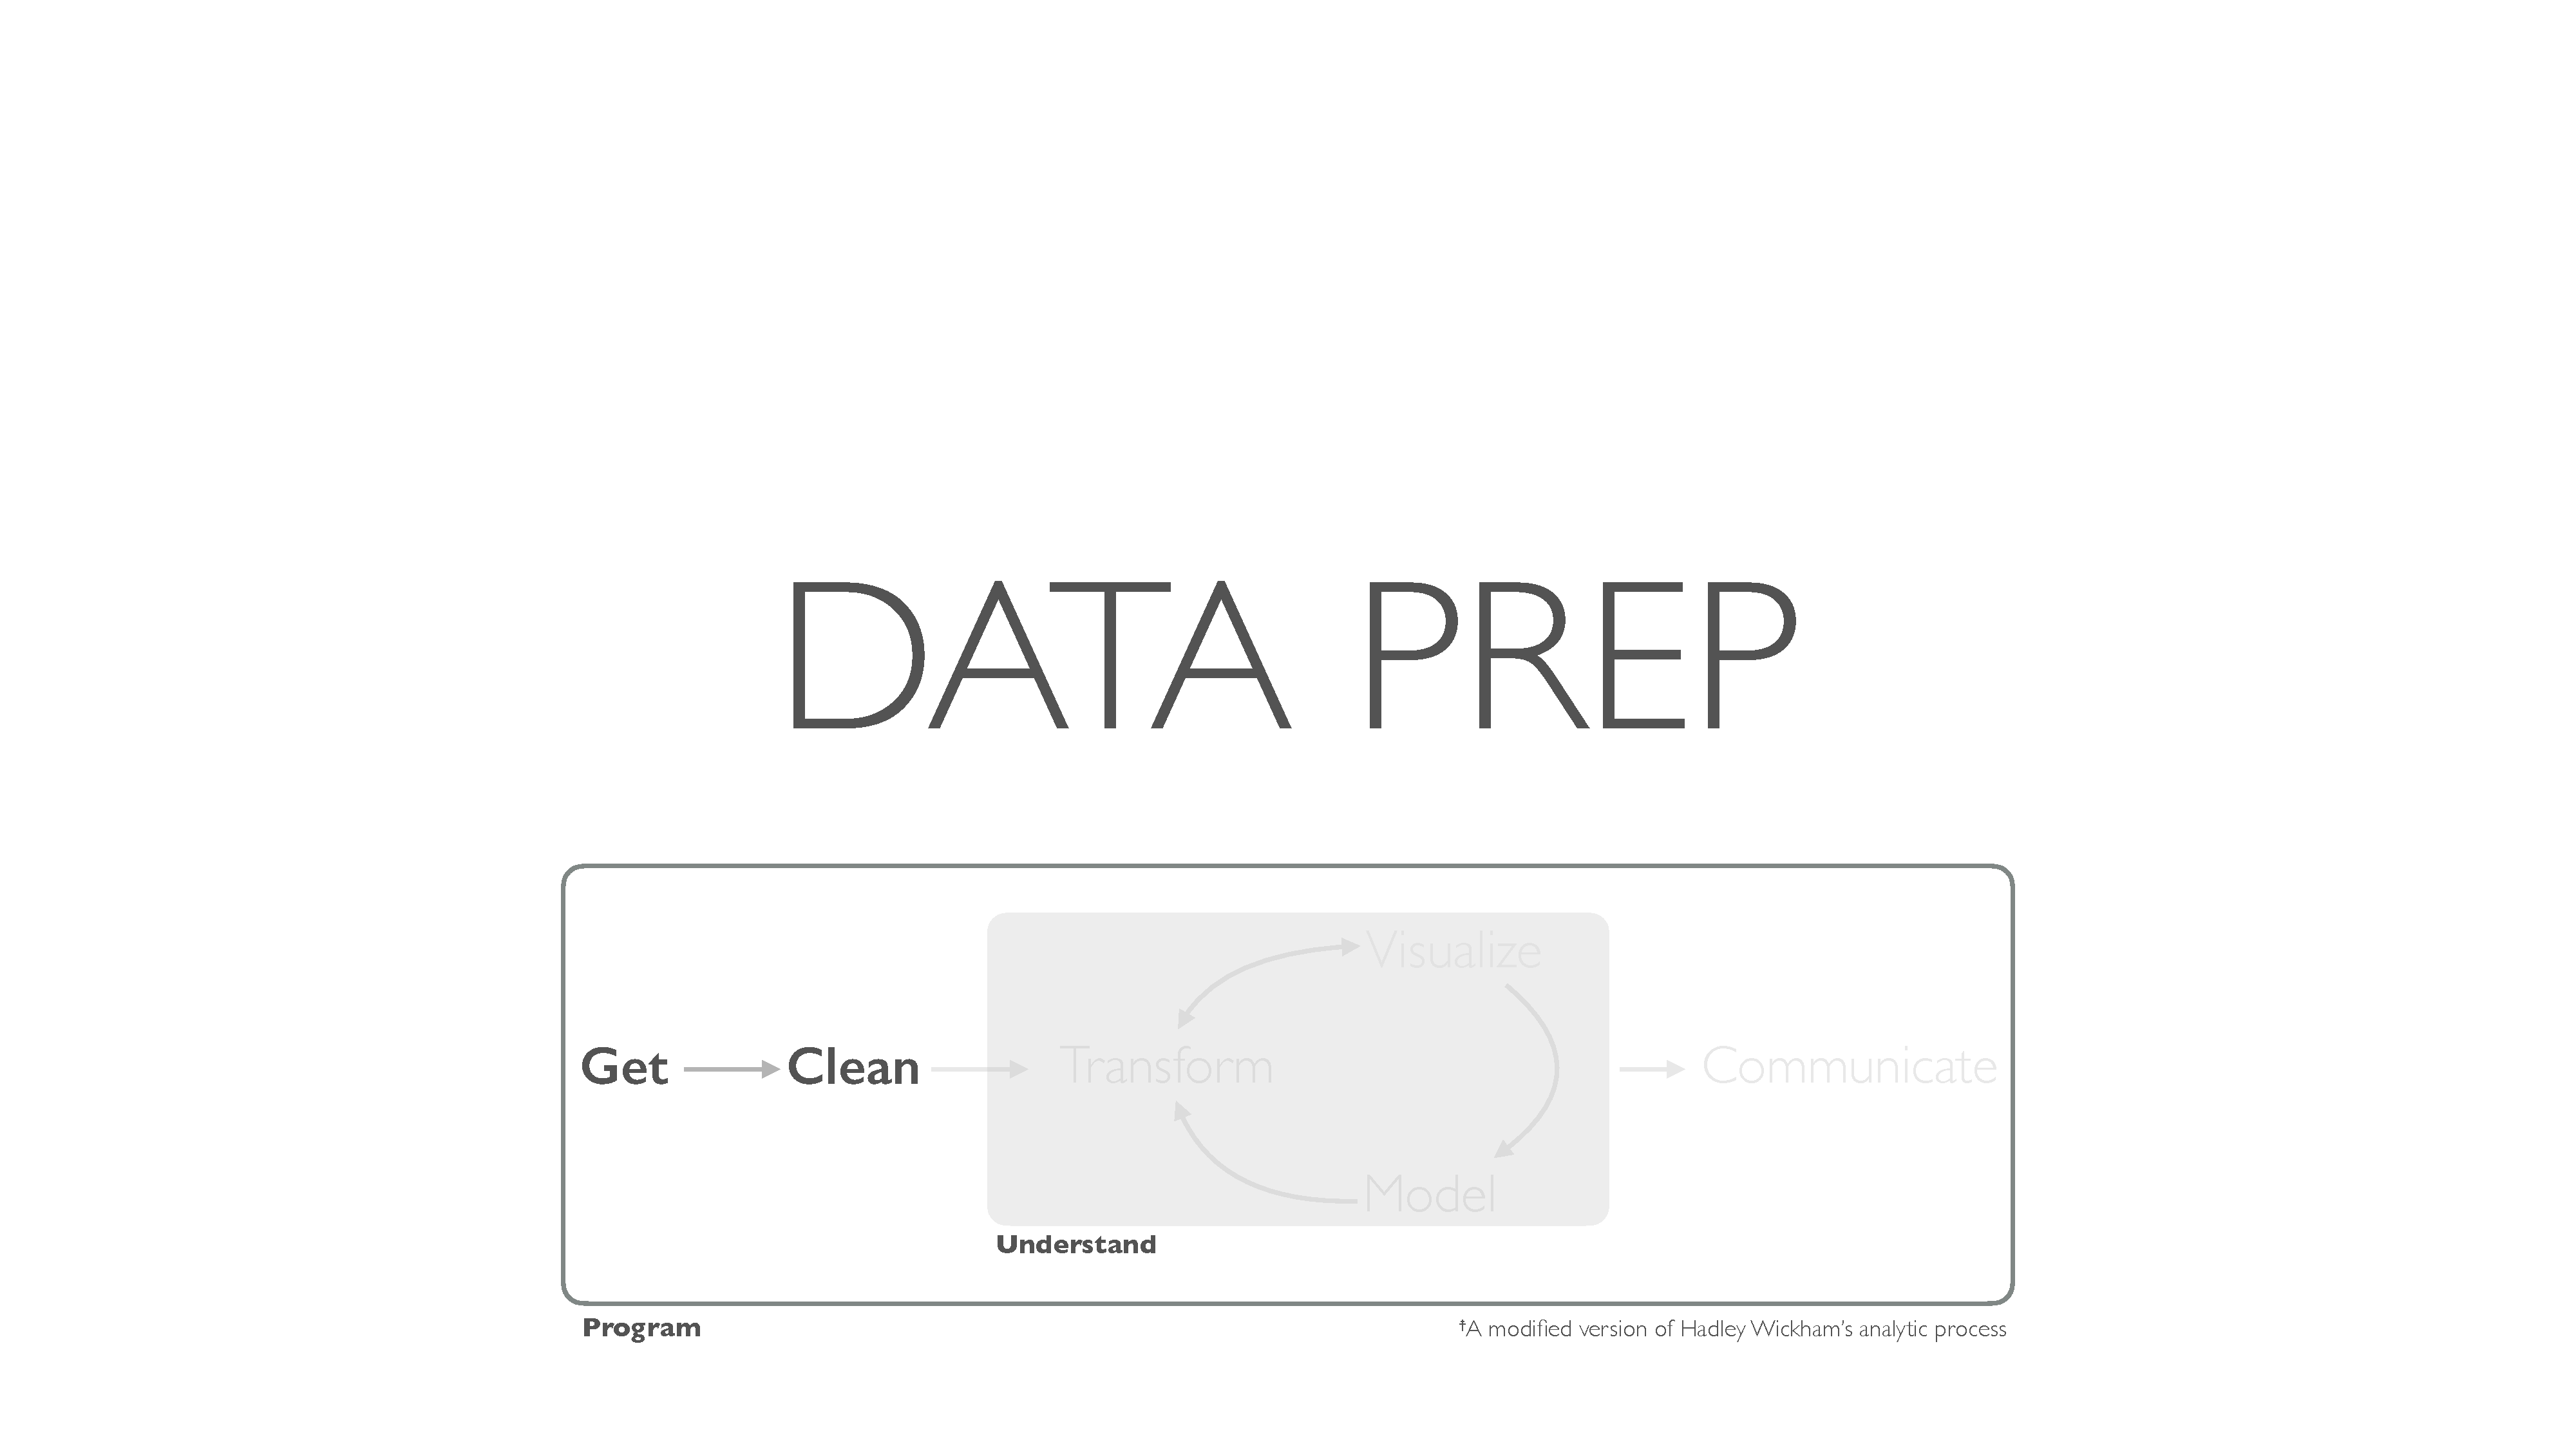 DATA PREP
Visualize
Get
Clean
Transform
Communicate
Model
Understand
Program
☨A modified version of Hadley Wickham’s analytic process